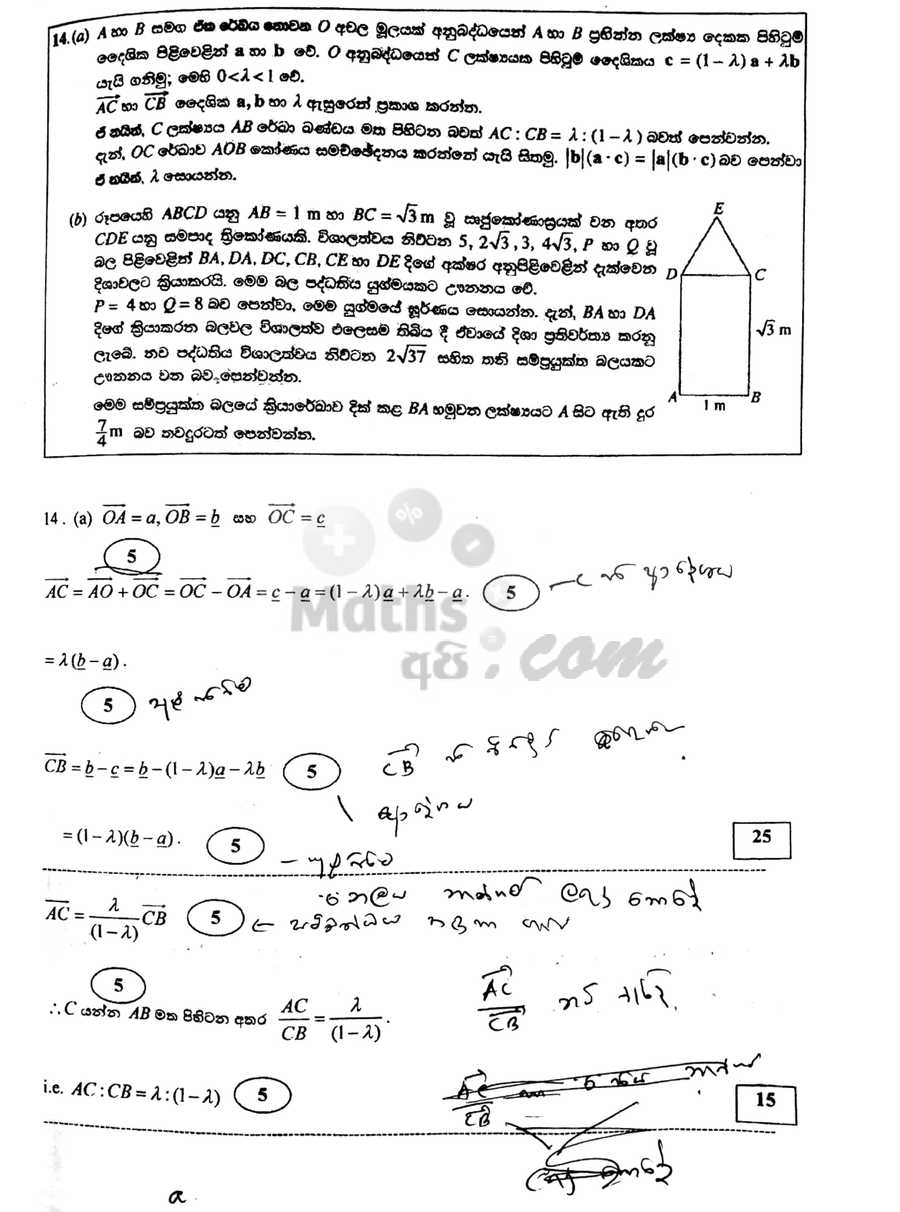 14.(a) A හා B සමග ඒක රේඛීය නොවන O අචල මූලයක් අනුබද්ධයෙන් A හා B ප්‍රභින්න ලක්ෂ්‍ය දෙකක පිහිටුම්
දෛශික පිළිවෙළින් a හා b වේ. O අනුබද්ධයෙන් C ලක්ෂ්‍යයක පිහිටුම් දෛශිකය c = (1 − λ) a + λb
යැයි ගනිමු; මෙහි 0<λ<1 වේ.
AC හා CB දෛශික a, b හා λ ඇසුරෙන් ප්‍රකාශ කරන්න.
ඒ නයින්, C ලක්ෂ්‍යය AB රේඛා ඛණ්ඩය මත පිහිටන බවත් AC : CB = λ : (1 − λ) බවත් පෙන්වන්න.
දැන්, OC රේඛාව AOB කෝණය සමච්ඡේදනය කරන්නේ යැයි සිතමු. |b|(a · c) = |a|(b · c) බව පෙන්වා
ඒ නයින්, λ සොයන්න.
(b) රූපයෙහි ABCD යනු AB = 1 m හා BC = √3 m වූ ඍජුකෝණාස්‍රයක් වන අතර
CDE යනු සමපාද ත්‍රිකෝණයකි. විශාලත්වය නිව්ටන 5, 2√3, 3, 4√3, P හා Q වූ
බල පිළිවෙළින් BA, DA, DC, CB, CE හා DE දිගේ අක්ෂර අනුපිළිවෙළින් දැක්වෙන
දිශාවලට ක්‍රියාකරයි. මෙම බල පද්ධතිය යුග්මයකට ඌනනය වේ.
P = 4 හා Q = 8 බව පෙන්වා, මෙම යුග්මයේ ඝූර්ණය සොයන්න. දැන්, BA හා DA
දිගේ ක්‍රියාකරන බලවල විශාලත්ව එලෙසම තිබිය දී ඒවායේ දිශා ප්‍රතිවර්ත්‍ය කරනු
ලැබේ. නව පද්ධතිය විශාලත්වය නිව්ටන 2√37 සහිත තනි සම්ප්‍රයුක්ත බලයකට
ඌනනය වන බව පෙන්වන්න.
මෙම සම්ප්‍රයුක්ත බලයේ ක්‍රියාරේඛාව දික් කළ BA හමුවන ලක්ෂ්‍යයට A සිට ඇති දුර
7/4 m බව තවදුරටත් පෙන්වන්න.
E
D C
√3 m
A B
1 m
14 . (a) OA = a, OB = b සහ OC = c
5
AC = AO + OC = OC − OA = c − a = (1 − λ)a + λb − a . 5
= λ(b − a) .
5
CB = b − c = b − (1 − λ)a − λb 5 CB
= (1 − λ)(b − a) . 5 25
AC = λ/(1 − λ) CB 5
5
∴ C යන්න AB මත පිහිටන අතර AC/CB = λ/(1 − λ) . AC/CB
i.e. AC : CB = λ : (1 − λ) 5 AC/CB 15
a
Maths
අපි . com